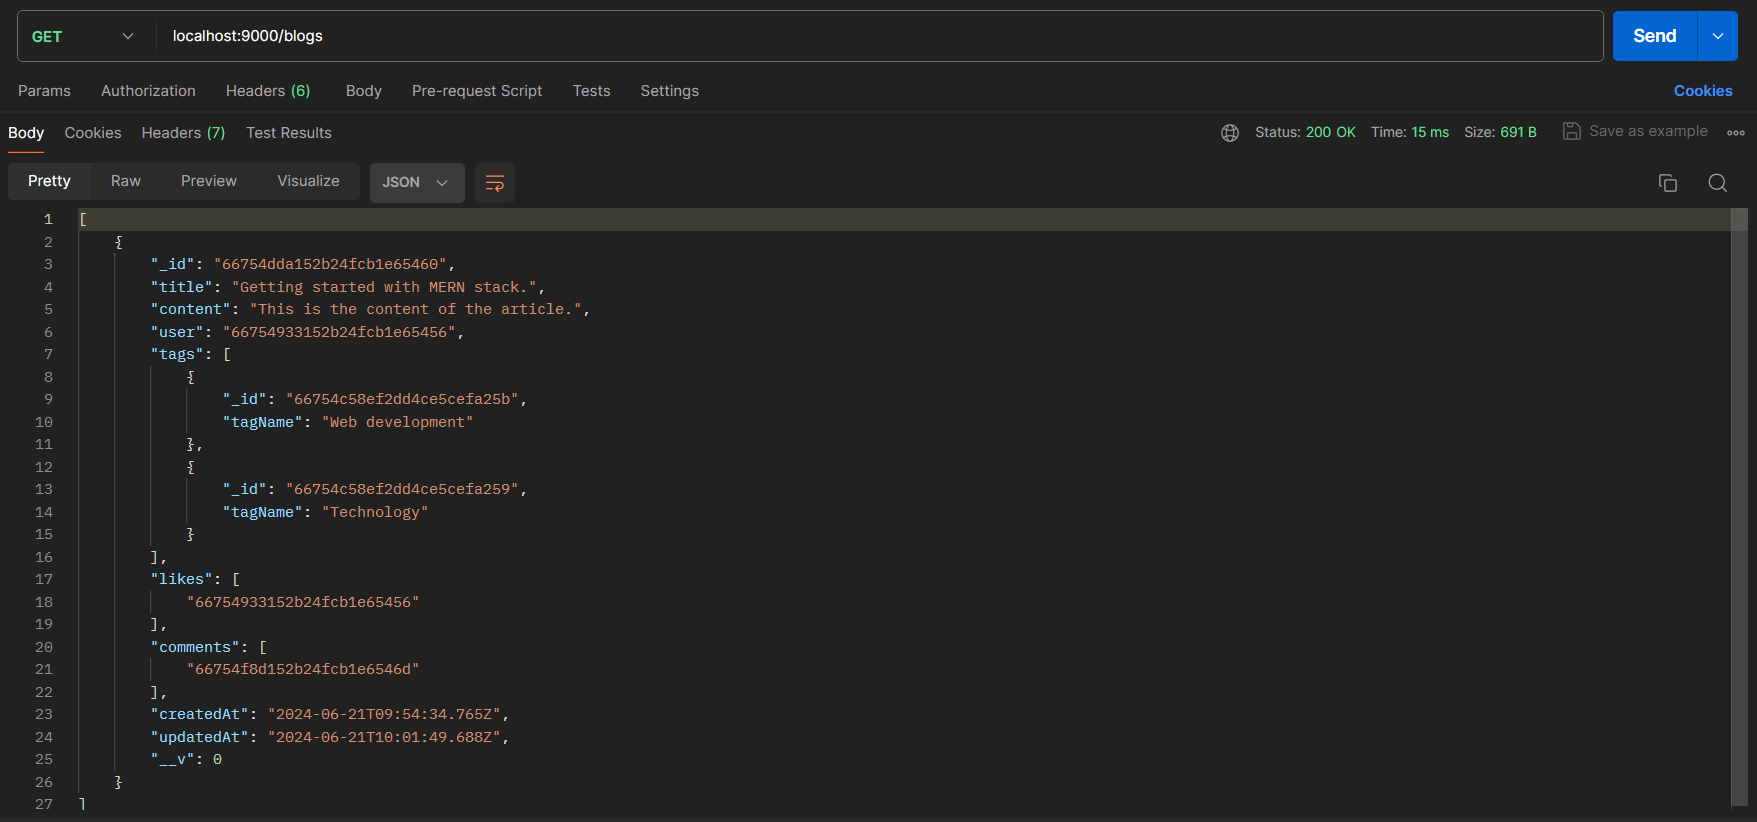 GET localhost:9000/blogs Send
Params Authorization Headers (6) Body Pre-request Script Tests Settings Cookies
Body Cookies Headers (7) Test Results Status: 200 OK Time: 15 ms Size: 691 B Save as example
Pretty Raw Preview Visualize JSON
1 [
2 {
3 "_id": "66754dda152b24fcb1e65460",
4 "title": "Getting started with MERN stack.",
5 "content": "This is the content of the article.",
6 "user": "66754933152b24fcb1e65456",
7 "tags": [
8 {
9 "_id": "66754c58ef2dd4ce5cefa25b",
10 "tagName": "Web development"
11 },
12 {
13 "_id": "66754c58ef2dd4ce5cefa259",
14 "tagName": "Technology"
15 }
16 ],
17 "likes": [
18 "66754933152b24fcb1e65456"
19 ],
20 "comments": [
21 "66754f8d152b24fcb1e6546d"
22 ],
23 "createdAt": "2024-06-21T09:54:34.765Z",
24 "updatedAt": "2024-06-21T10:01:49.688Z",
25 "__v": 0
26 }
27 ]